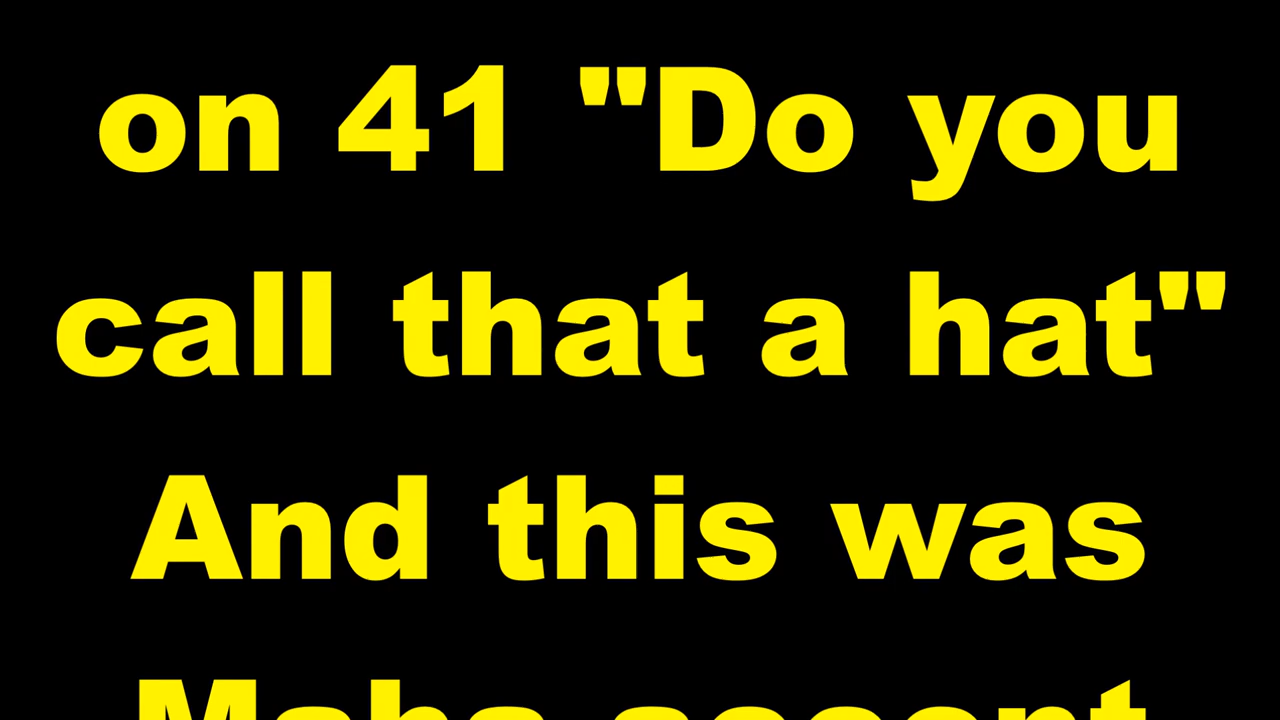 on 41 "Do you
call that a hat"
And this was